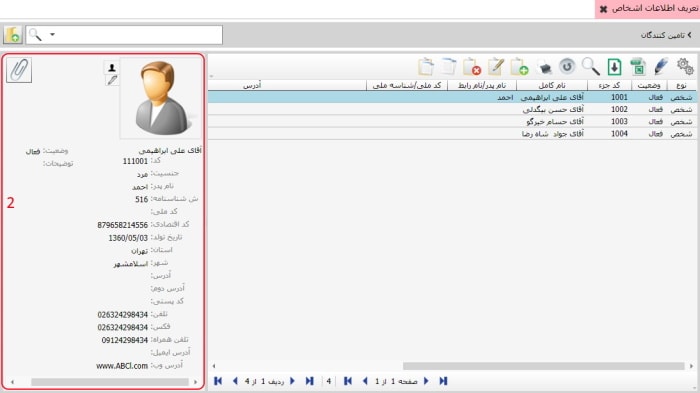 تعریف اطلاعات اشخاص
تامین کنندگان
نوع وضعیت کد جزء نام کامل نام پدر/نام رابط کد ملی/شناسه ملی آدرس
شخص فعال 1001 آقای علی ابراهیمی احمد
شخص فعال 1002 آقای حسن بیگدلی
شخص فعال 1003 آقای حسام خبرگو
شخص فعال 1004 آقای جواد شاه رضا
صفحه 1 از 1
4
ردیف 1 از 4
2
آقای علی ابراهیمی وضعیت: فعال
کد: 111001 توضیحات:
جنسیت: مرد
نام پدر: احمد
ش شناسنامه: 516
کد ملی:
کد اقتصادی: 879658214556
تاریخ تولد: 1360/05/03
استان: تهران
شهر: اسلامشهر
آدرس:
آدرس دوم:
کد پستی:
تلفن: 026324298434
فکس: 026324298434
تلفن همراه: 09124298434
آدرس ایمیل:
آدرس وب: www.ABCl.com